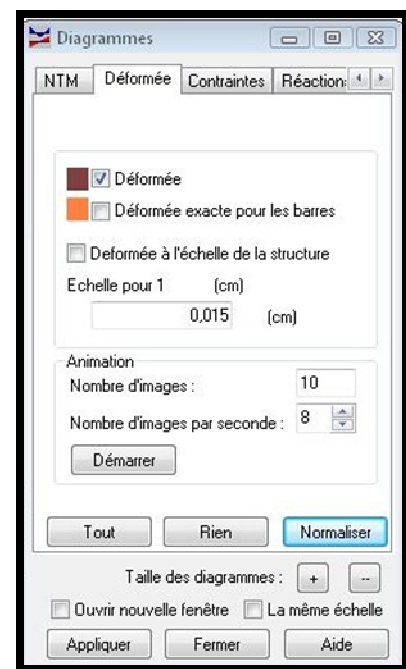 Diagrammes
NTM Déformée Contraintes Réaction:
Déformée
Déformée exacte pour les barres
Deformée à l'échelle de la structure
Echelle pour 1 (cm)
0,015 (cm)
Animation
Nombre d'images : 10
Nombre d'images par seconde : 8
Démarrer
Tout Rien Normaliser
Taille des diagrammes : + --
Ouvrir nouvelle fenêtre La même échelle
Appliquer Fermer Aide